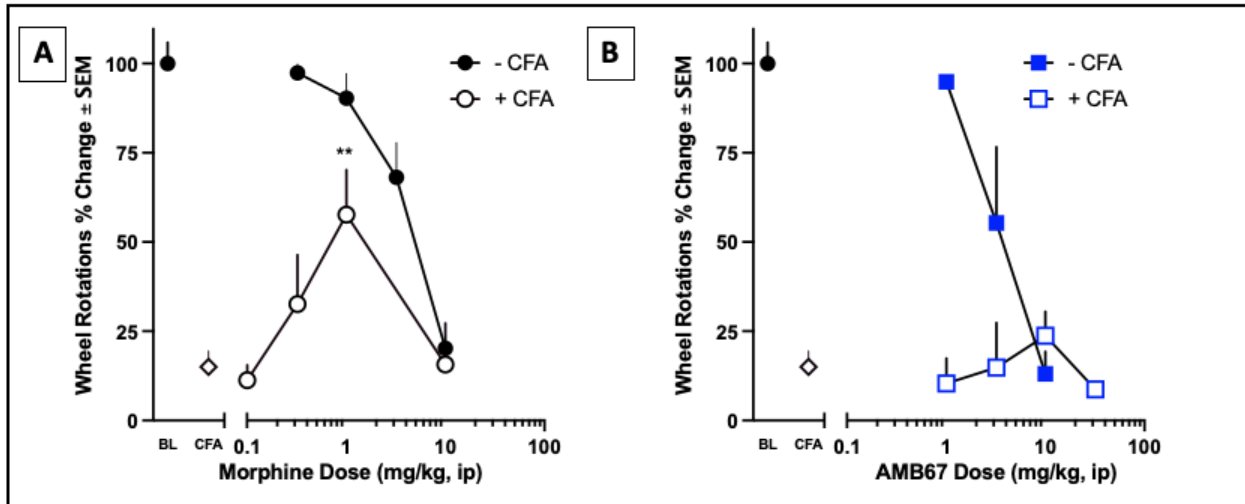 A
Wheel Rotations % Change ± SEM
100
75
50
25
0
- CFA
+ CFA
**
BL
CFA
0.1
1
10
100
Morphine Dose (mg/kg, ip)
B
Wheel Rotations % Change ± SEM
100
75
50
25
0
- CFA
+ CFA
BL
CFA
0.1
1
10
100
AMB67 Dose (mg/kg, ip)